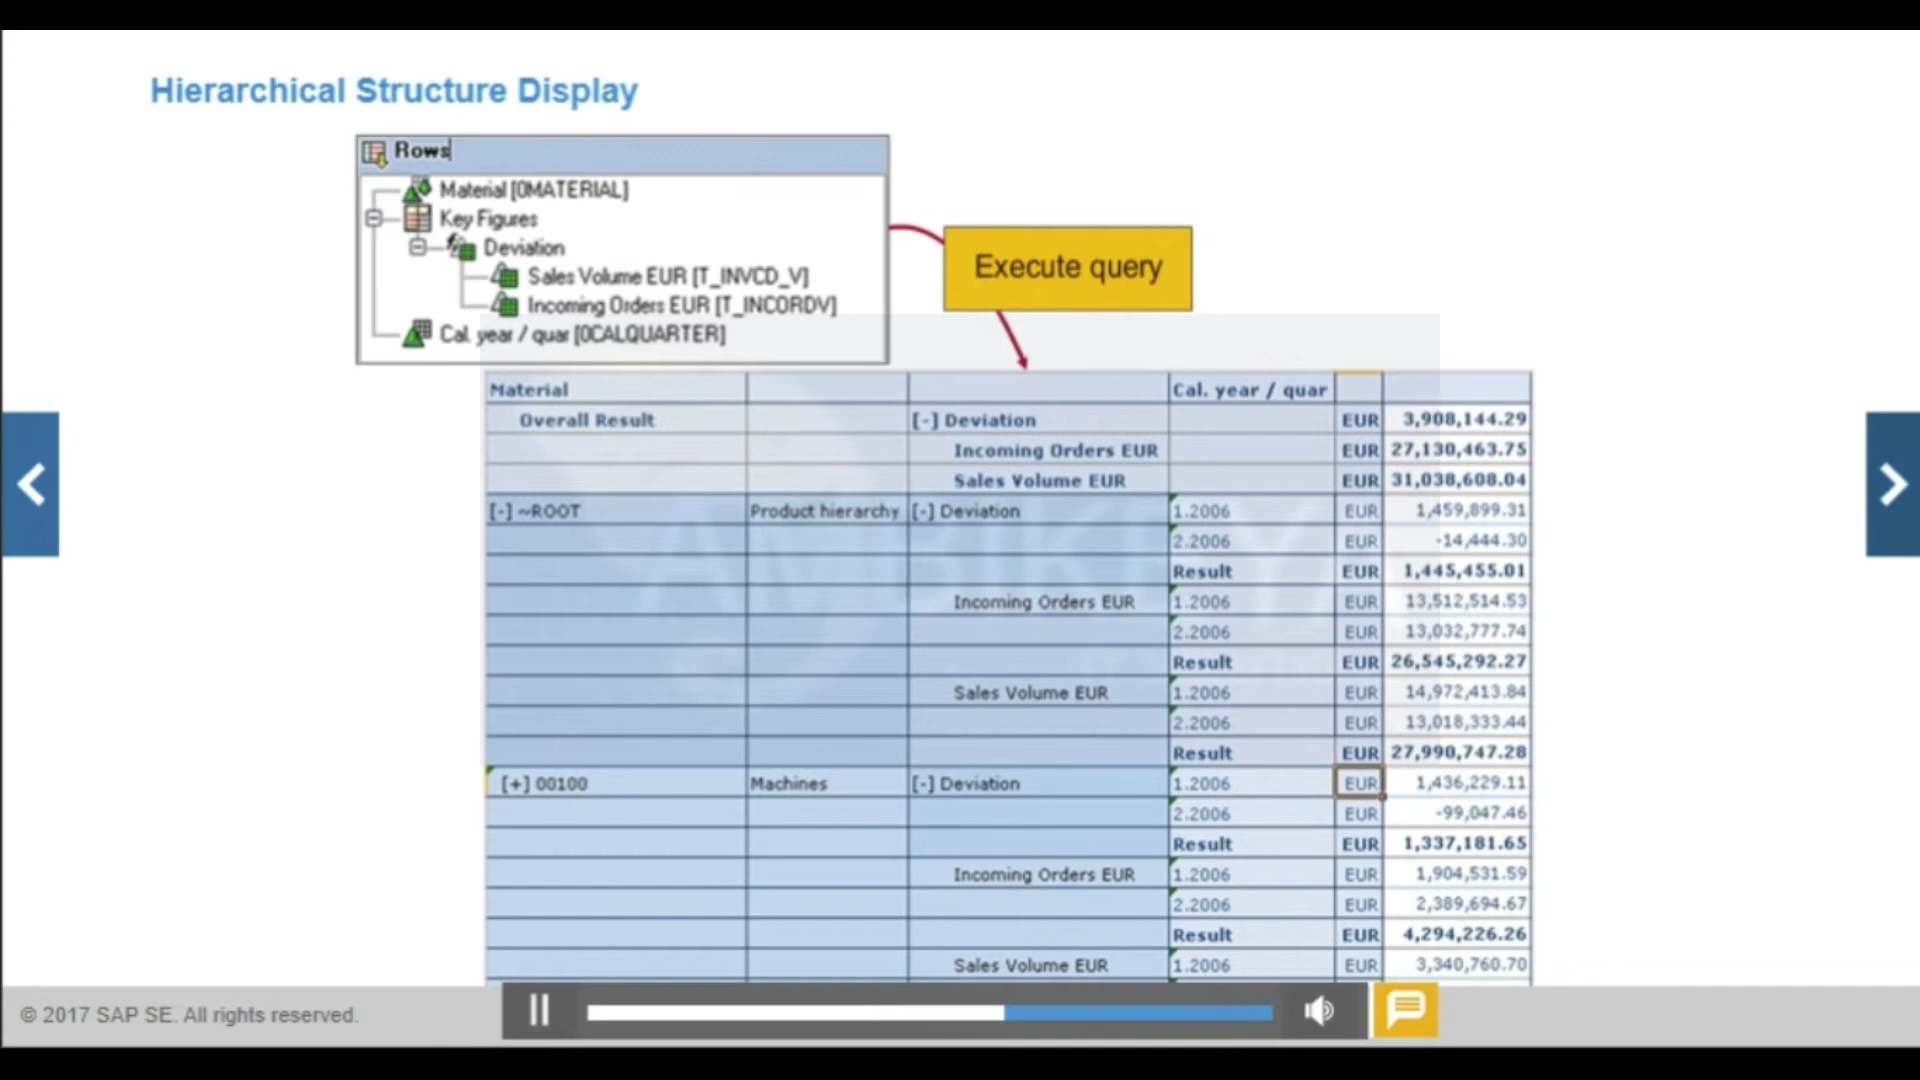 Hierarchical Structure Display
Rows
Material [0MATERIAL]
Key Figures
Deviation
Sales Volume EUR [T_INVCD_V]
Incoming Orders EUR [T_INCORDV]
Cal. year / quar [0CALQUARTER]
Execute query
Material Cal. year / quar
Overall Result [-] Deviation EUR 3,908,144.29
Incoming Orders EUR EUR 27,130,463.75
Sales Volume EUR EUR 31,038,608.04
[-] ~ROOT Product hierarchy [-] Deviation 1.2006 EUR 1,459,899.31
2.2006 EUR -14,444.30
Result EUR 1,445,455.01
Incoming Orders EUR 1.2006 EUR 13,512,514.53
2.2006 EUR 13,032,777.74
Result EUR 26,545,292.27
Sales Volume EUR 1.2006 EUR 14,972,413.84
2.2006 EUR 13,018,333.44
Result EUR 27,990,747.28
[+] 00100 Machines [-] Deviation 1.2006 EUR 1,436,229.11
2.2006 EUR -99,047.46
Result EUR 1,337,181.65
Incoming Orders EUR 1.2006 EUR 1,904,531.59
2.2006 EUR 2,389,694.67
Result EUR 4,294,226.26
Sales Volume EUR 1.2006 EUR 3,340,760.70
© 2017 SAP SE. All rights reserved.